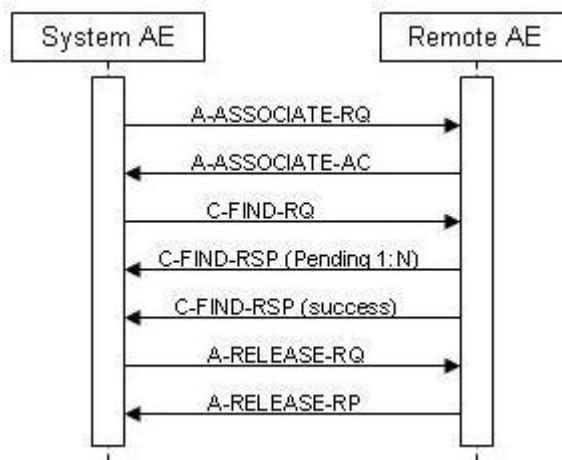 System AE
Remote AE
A-ASSOCIATE-RQ
A-ASSOCIATE-AC
C-FIND-RQ
C-FIND-RSP (Pending 1:N)
C-FIND-RSP (success)
A-RELEASE-RQ
A-RELEASE-RP